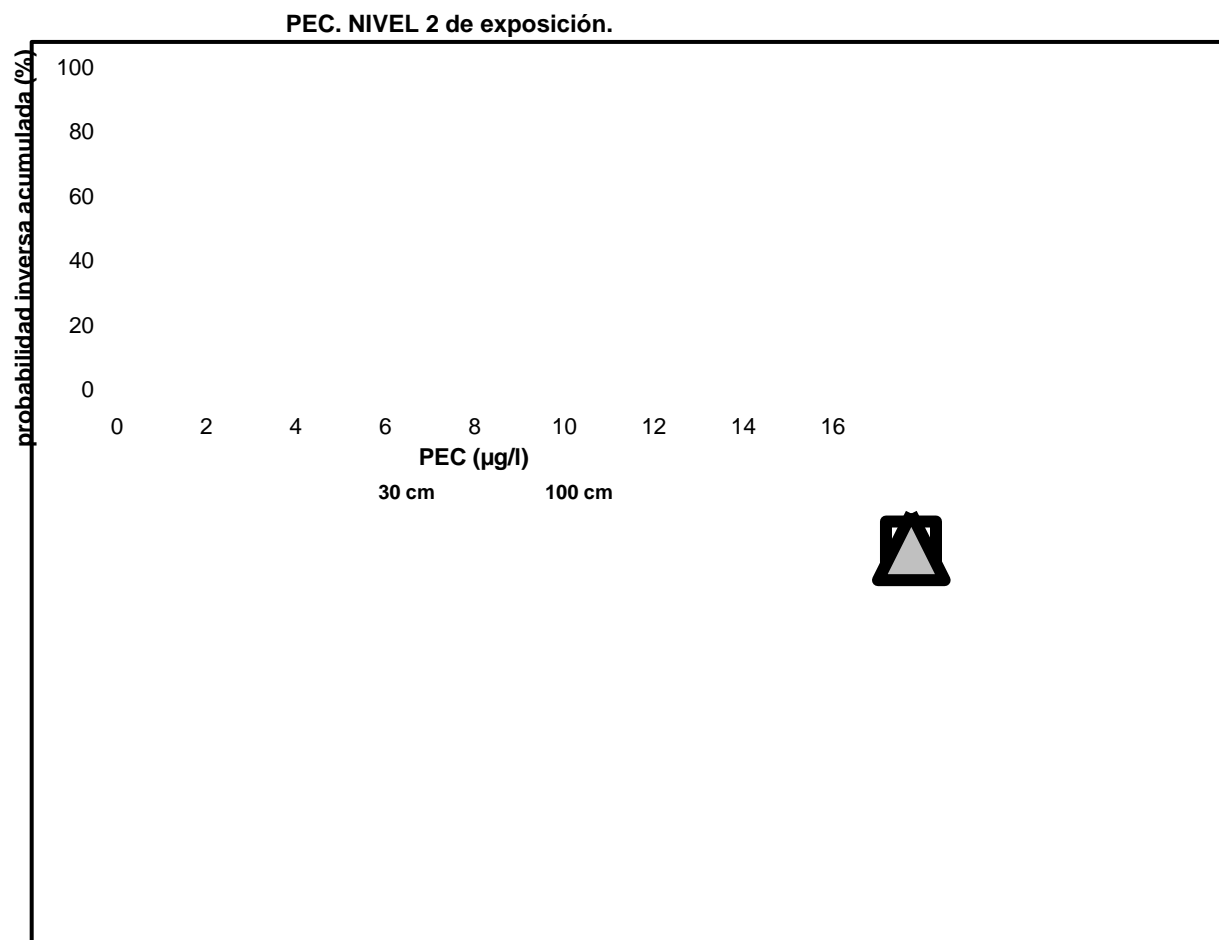 PEC. NIVEL 2 de exposición.
probabilidad inversa acumulada (%)
100
80
60
40
20
0
0 2 4 6 8 10 12 14 16
PEC (µg/l)
30 cm 100 cm